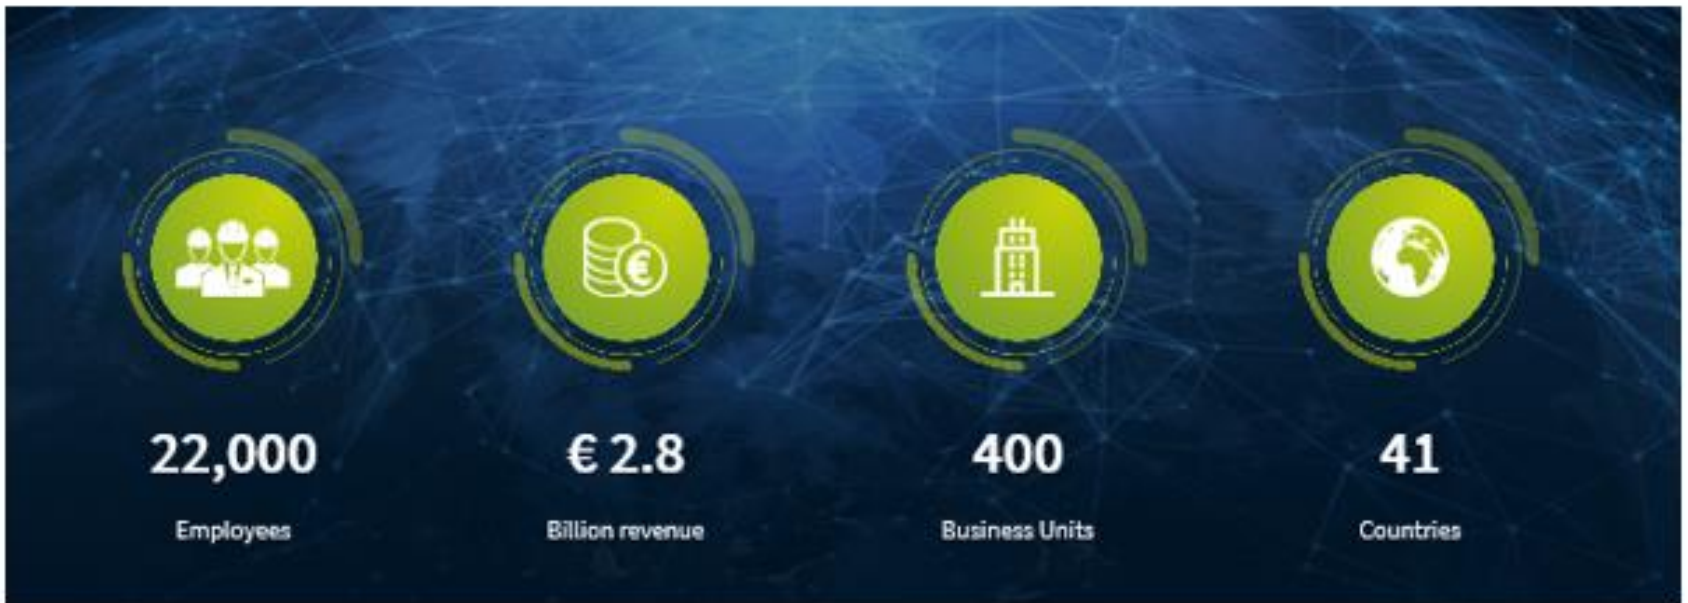 22,000
€ 2.8
400
41
Employees
Billion revenue
Business Units
Countries